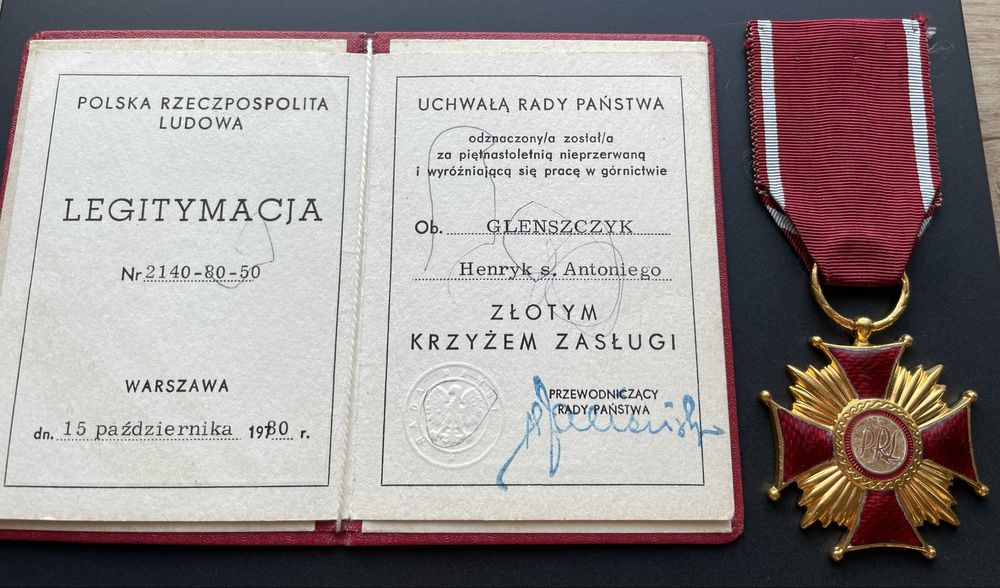 POLSKA RZECZPOSPOLITA
LUDOWA
LEGITYMACJA
Nr 2140-80-50
WARSZAWA
dn. 15 października 1980 r.
UCHWAŁĄ RADY PAŃSTWA
odznaczony/a został/a
za piętnastoletnią nieprzerwaną
i wyróżniającą się pracę w górnictwie
Ob. GLENSZCZYK
Henryk s. Antoniego
ZŁOTYM
KRZYŻEM ZASŁUGI
PRZEWODNICZĄCY
RADY PAŃSTWA
PRL